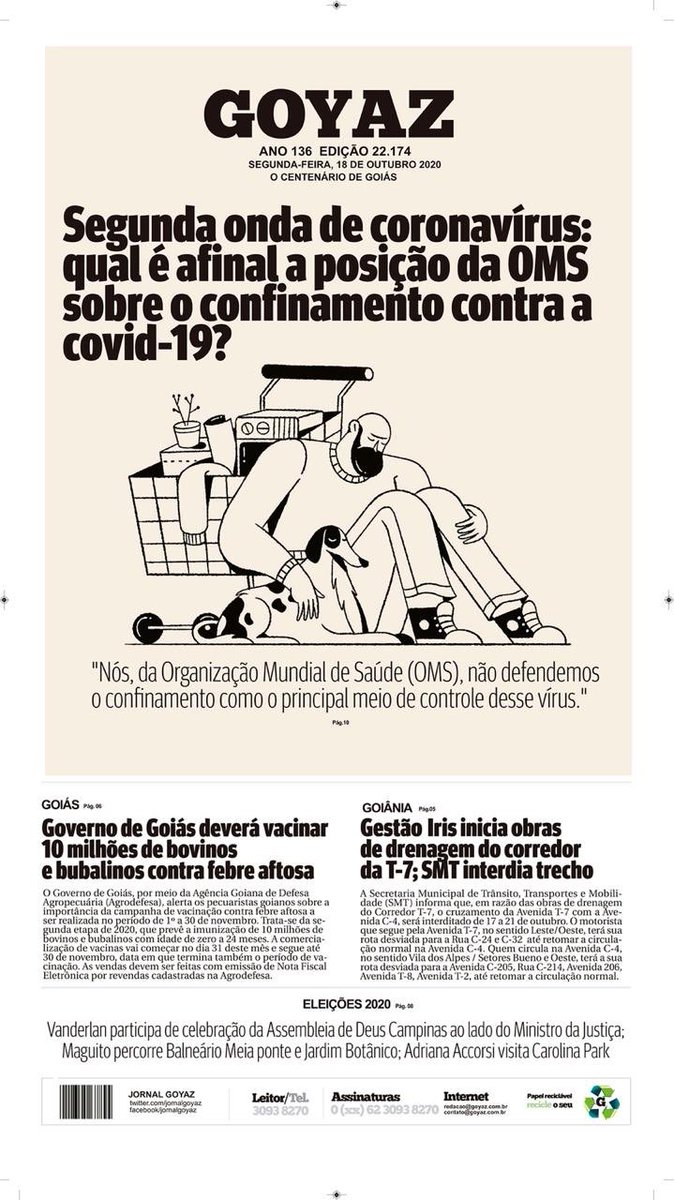 GOYAZ
ANO 136 EDIÇÃO 22.174
SEGUNDA-FEIRA, 18 DE OUTUBRO 2020
O CENTENÁRIO DE GOIÁS
Segunda onda de coronavírus:
qual é afinal a posição da OMS
sobre o confinamento contra a
covid-19?
"Nós, da Organização Mundial de Saúde (OMS), não defendemos
o confinamento como o principal meio de controle desse vírus."
Pág.10
GOIÁS Pág. 06
Governo de Goiás deverá vacinar
10 milhões de bovinos
e bubalinos contra febre aftosa
O Governo de Goiás, por meio da Agência Goiana de Defesa
Agropecuária (Agrodefesa), alerta os pecuaristas goianos sobre a
importância da campanha de vacinação contra febre aftosa a
ser realizada no período de 1º a 30 de novembro. Trata-se da se-
gunda etapa de 2020, que prevê a imunização de 10 milhões de
bovinos e bubalinos com idade de zero a 24 meses. A comercia-
lização de vacinas vai começar no dia 31 deste mês e segue até
30 de novembro, data em que termina também o período de va-
cinação. As vendas devem ser feitas com emissão de Nota Fiscal
Eletrônica por revendas cadastradas na Agrodefesa.
GOIÂNIA Pág.05
Gestão Iris inicia obras
de drenagem do corredor
da T-7; SMT interdia trecho
A Secretaria Municipal de Trânsito, Transportes e Mobili-
dade (SMT) informa que, em razão das obras de drenagem
do Corredor T-7, o cruzamento da Avenida T-7 com a Ave-
nida C-4, será interditado de 17 a 21 de outubro. O motorista
que segue pela Avenida T-7, no sentido Leste/Oeste, terá sua
rota desviada para a Rua C-24 e C-32 até retomar a circula-
ção normal na Avenida C-4. Quem circula na Avenida C-4,
no sentido Vila dos Alpes / Setores Bueno e Oeste, terá a sua
rota desviada para a Avenida C-205, Rua C-214, Avenida 206,
Avenida T-8, Avenida T-2, até retomar a circulação normal.
ELEIÇÕES 2020 Pág. 08
Vanderlan participa de celebração da Assembleia de Deus Campinas ao lado do Ministro da Justiça;
Maguito percorre Balneário Meia ponte e Jardim Botânico; Adriana Accorsi visita Carolina Park
JORNAL GOYAZ
twitter.com/jornalgoyaz
facebook/jornalgoyaz
Leitor/Tel.
3093 8270
Assinaturas
0 (xx) 62 3093 8270
Internet
redacao@goyaz.com.br
contato@goyaz.com.br
Papel reciclável
recicle o seu
G